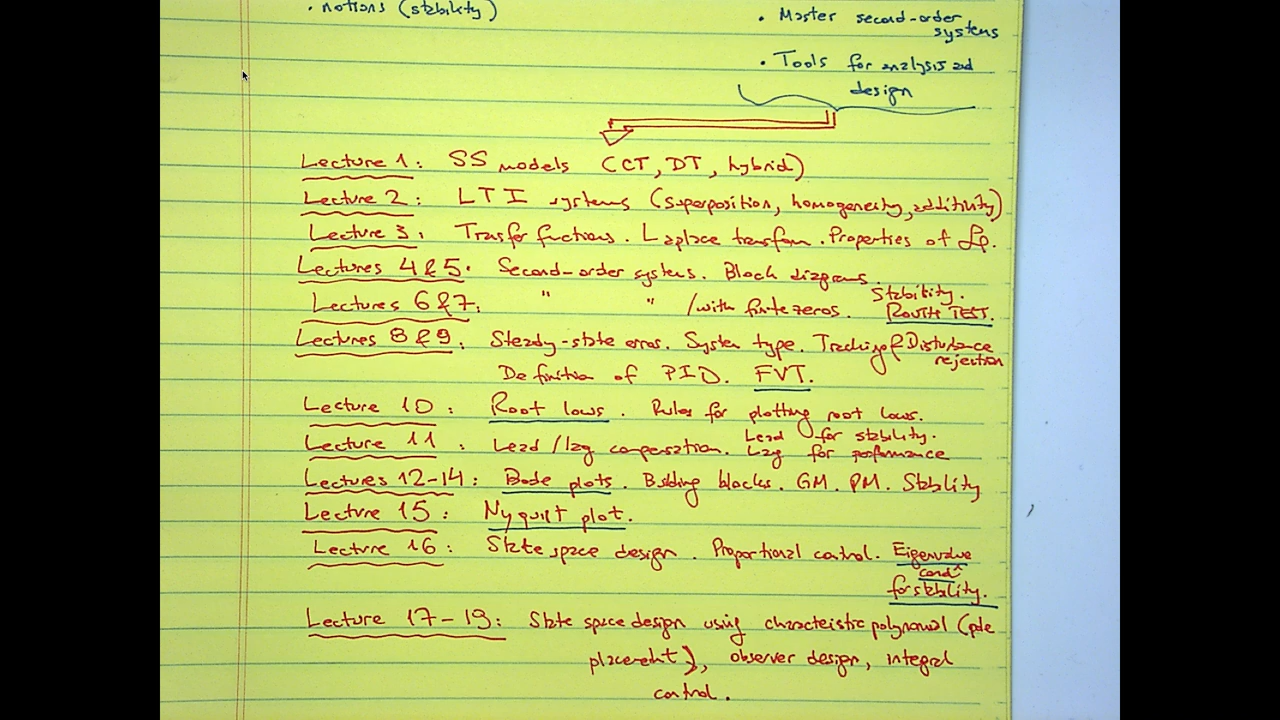 • notions (stability)
• Master second-order
systems
• Tools for analysis and
design
Lecture 1: SS models (CT, DT, hybrid)
Lecture 2: LTI systems (superposition, homogeneity, additivity)
Lecture 3: Transfer functions. Laplace transform. Properties of Lp.
Lectures 4&5. Second-order systems. Block diagrams.
Lectures 6&7: " " /with finite zeros. Stability.
Routh TEST.
Lectures 8&9. Steady-state error. System type. Tracking & Disturbance
rejection
Definition of PID. FVT.
Lecture 10: Root locus. Rules for plotting root locus.
Lecture 11: Lead/lag compensation. Lead for stability.
Lag for performance
Lectures 12-14: Bode plots. Building blocks. GM. PM. Stability
Lecture 15: Nyquist plot.
Lecture 16: State space design. Proportional control. Eigenvalue
cond^
for stability.
Lecture 17-19: State space design using characteristic polynomial (pole
placement), observer design, integral
control.